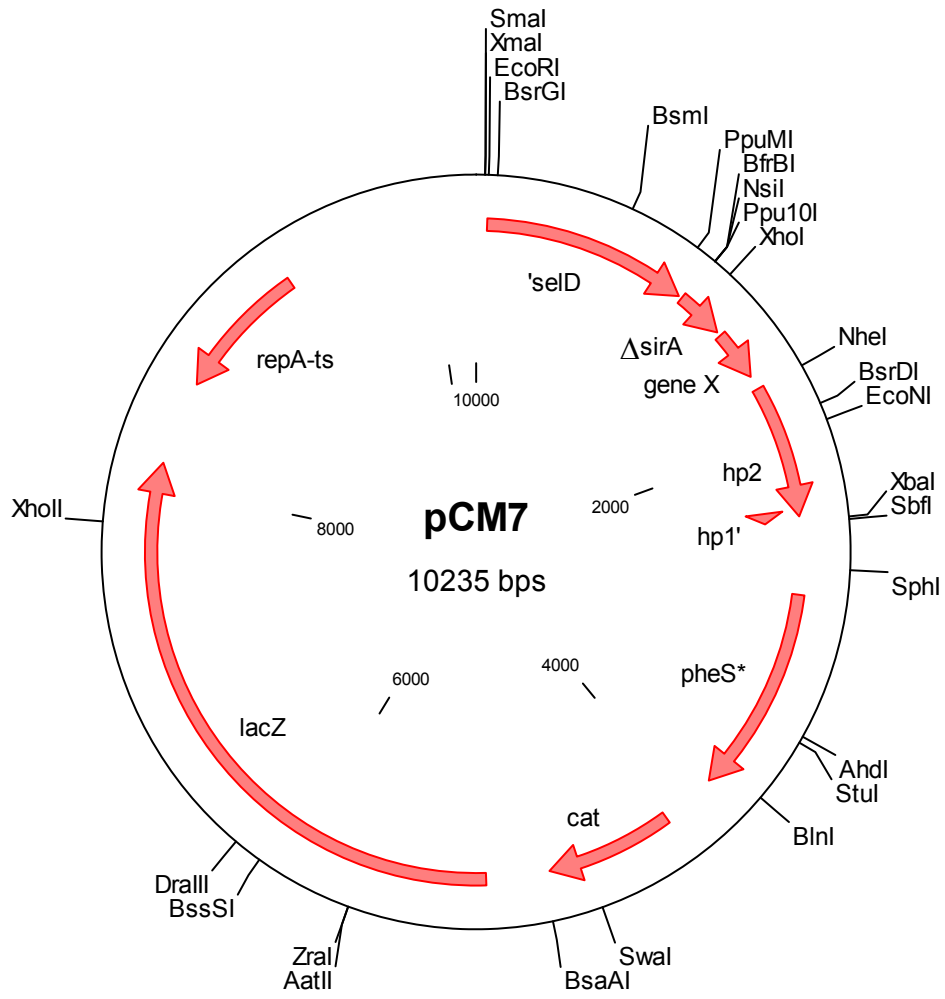 SmaI
XmaI
EcoRI
BsrGI
BsmI
PpuMI
BfrBI
NsiI
Ppu10I
XhoI
'selD
repA-ts
ΔsirA
gene X
NheI
BsrDI
EcoNI
10000
hp2
XbaI
SbfI
XhoII
8000
pCM7
2000
hp1'
10235 bps
SphI
4000
6000
pheS*
lacZ
AhdI
StuI
cat
BlnI
DraIII
BssSI
ZraI
AatII
SwaI
BsaAI